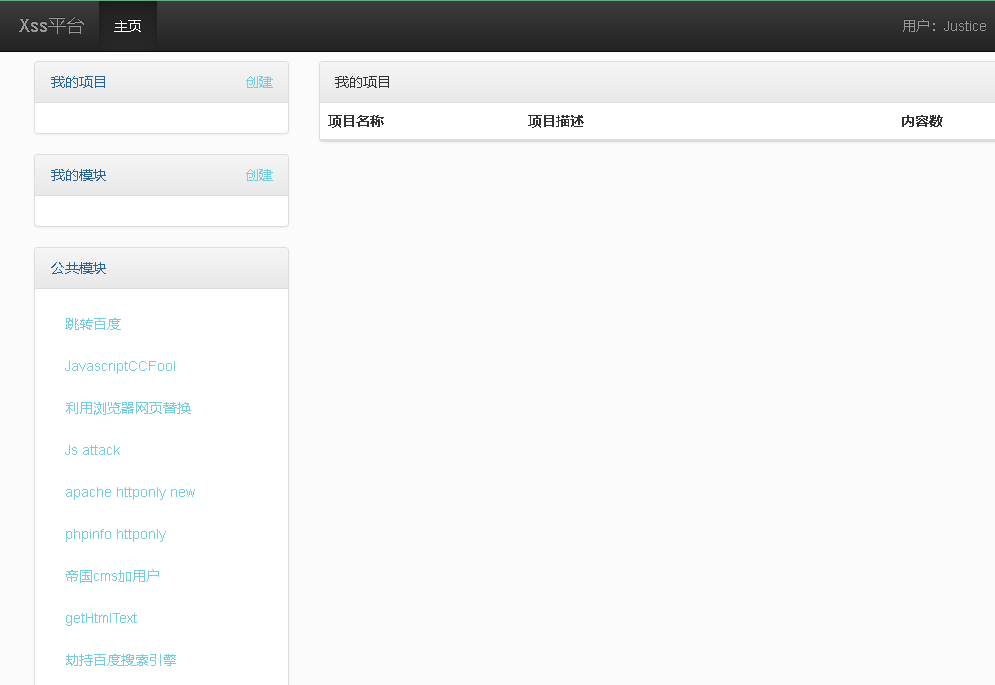 Xss平台 主页 用户：Justice
我的项目 创建
我的模块 创建
公共模块
跳转百度
JavascriptCCFool
利用浏览器网页替换
Js attack
apache httponly new
phpinfo httponly
帝国cms加用户
getHtmlText
劫持百度搜索引擎
我的项目
项目名称 项目描述 内容数